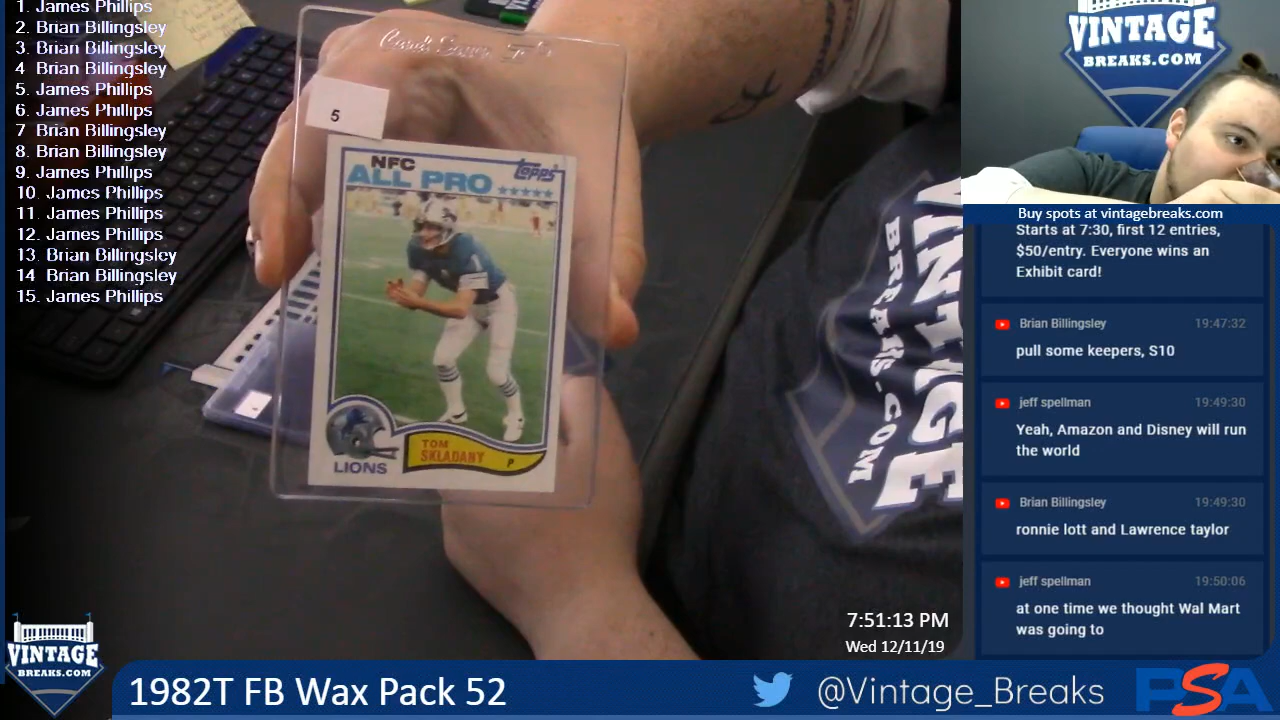 1. James Phillips
2. Brian Billingsley
3. Brian Billingsley
4 Brian Billingsley
5. James Phillips
6. James Phillips
7 Brian Billingsley
8. Brian Billingsley
9. James Phillips
10. James Phillips
11. James Phillips
12. James Phillips
13. Brian Billingsley
14 Brian Billingsley
15. James Phillips
5
NFC
ALL PRO
topps
LIONS
TOM
SKLADANY
P
1
VINTAGE
BREAKS.COM
VINTAGE
BREAKS.COM
Buy spots at vintagebreaks.com
Starts at 7:30, first 12 entries,
$50/entry. Everyone wins an
Exhibit card!
Brian Billingsley 19:47:32
pull some keepers, S10
jeff spellman 19:49:30
Yeah, Amazon and Disney will run
the world
Brian Billingsley 19:49:30
ronnie lott and Lawrence taylor
jeff spellman 19:50:06
at one time we thought Wal Mart
was going to
7:51:13 PM
Wed 12/11/19
VINTAGE
BREAKS.COM
1982T FB Wax Pack 52
@Vintage_Breaks
PSA